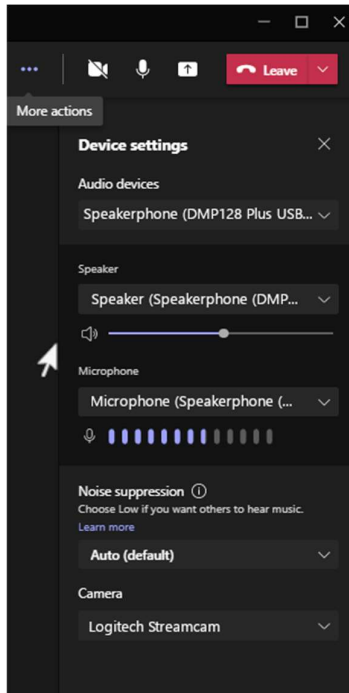 Leave
More actions
Device settings
Audio devices
Speakerphone (DMP128 Plus USB...
Speaker
Speaker (Speakerphone (DMP...
Microphone
Microphone (Speakerphone (...
Noise suppression
Choose Low if you want others to hear music.
Learn more
Auto (default)
Camera
Logitech Streamcam